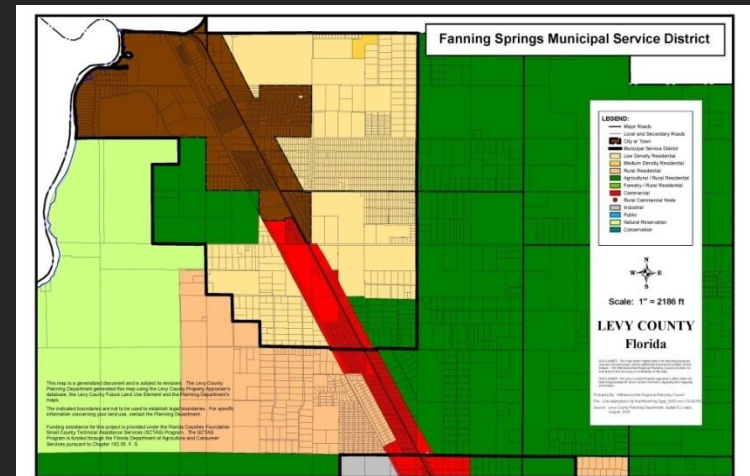 Fanning Springs Municipal Service District
LEGEND:
Major Roads
Local and Secondary Roads
City or Town
Municipal Service District
Low Density Residential
Medium Density Residential
Rural Residential
Agricultural / Rural Residential
Forestry / Rural Residential
Commercial
Rural Commercial Node
Industrial
Public
Natural Reservation
Conservation
N
W E
S
Scale: 1" = 2186 ft
LEVY COUNTY
Florida
This map is a generalized document and is subject to revisions. The Levy County
Planning Department generated this map using the Levy County Property Appraiser's
database, the Levy County Future Land Use Element and the Planning Department's
maps.
The indicated boundaries are not to be used to establish legal boundaries. For specific
information concerning your land use, contact the Planning Department.
Funding assistance for this project is provided under the Florida Counties Foundation
Small County Technical Assistance Services (SCTAS) Program. The SCTAS
Program is funded through the Florida Department of Agriculture and Consumer
Services pursuant to Chapter 163.05, F. S.